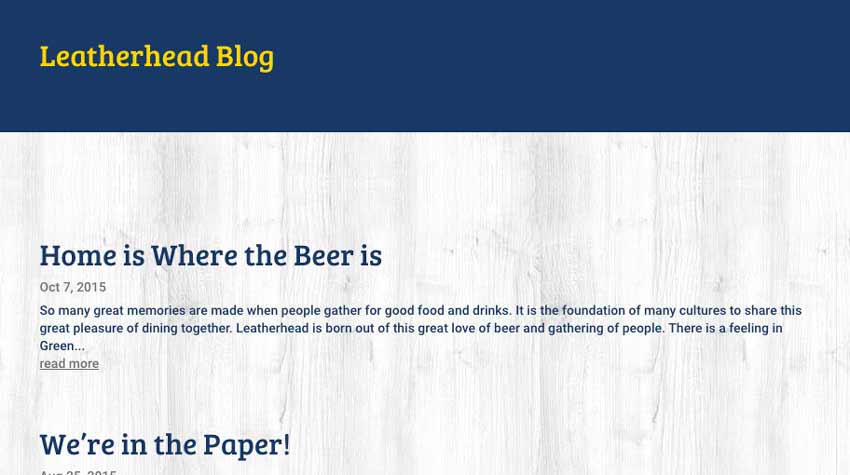 Leatherhead Blog
Home is Where the Beer is
Oct 7, 2015
So many great memories are made when people gather for good food and drinks. It is the foundation of many cultures to share this
great pleasure of dining together. Leatherhead is born out of this great love of beer and gathering of people. There is a feeling in
Green...
read more
We’re in the Paper!
Aug 25, 2015